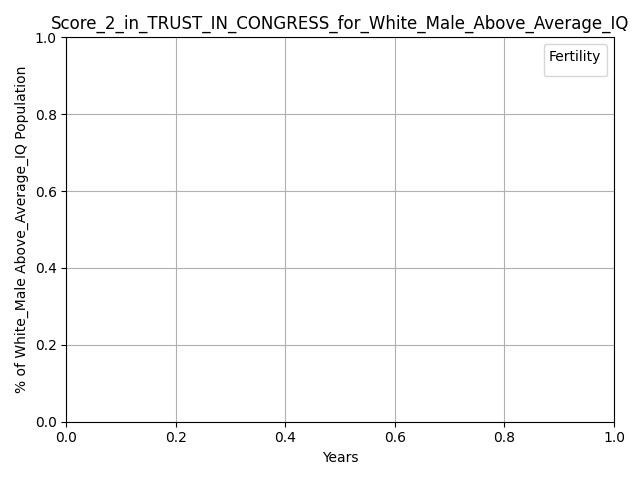 Score_2_in_TRUST_IN_CONGRESS_for_White_Male_Above_Average_IQ
Fertility
% of White_Male Above_Average_IQ Population
1.0
0.8
0.6
0.4
0.2
0.0
0.0 0.2 0.4 0.6 0.8 1.0
Years